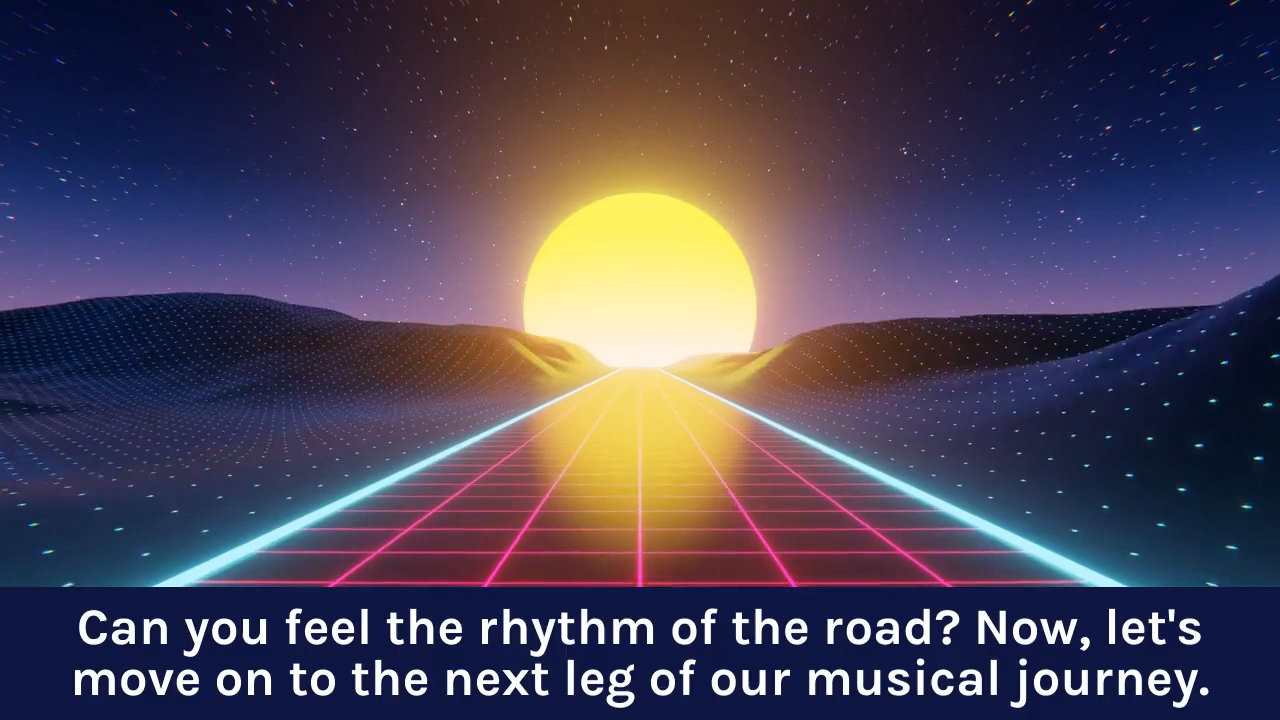 Can you feel the rhythm of the road? Now, let's
move on to the next leg of our musical journey.